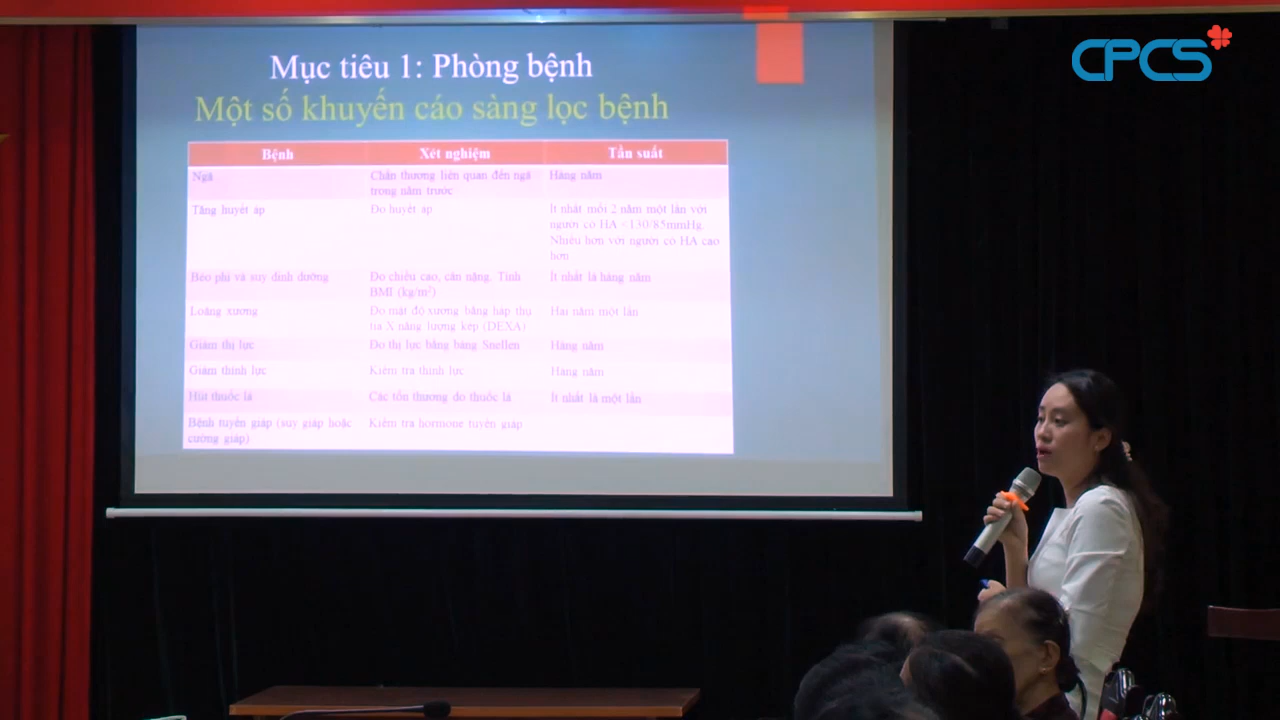 CPCS
Mục tiêu 1: Phòng bệnh
Một số khuyến cáo sàng lọc bệnh
Bệnh Xét nghiệm Tần suất
Ngã Chấn thương liên quan đến ngã Hàng năm
trong năm trước
Tăng huyết áp Đo huyết áp Ít nhất mỗi 2 năm một lần với
người có HA <130/85mmHg.
Nhiều hơn với người có HA cao
hơn
Béo phì và suy dinh dưỡng Đo chiều cao, cân nặng. Tính Ít nhất là hàng năm
BMI (kg/m²)
Loãng xương Đo mật độ xương bằng hấp thụ Hai năm một lần
tia X năng lượng kép (DEXA)
Giảm thị lực Đo thị lực bằng bảng Snellen Hàng năm
Giảm thính lực Kiểm tra thính lực Hàng năm
Hút thuốc lá Các tổn thương do thuốc lá Ít nhất là một lần
Bệnh tuyến giáp (suy giáp hoặc Kiểm tra hormone tuyến giáp
cường giáp)